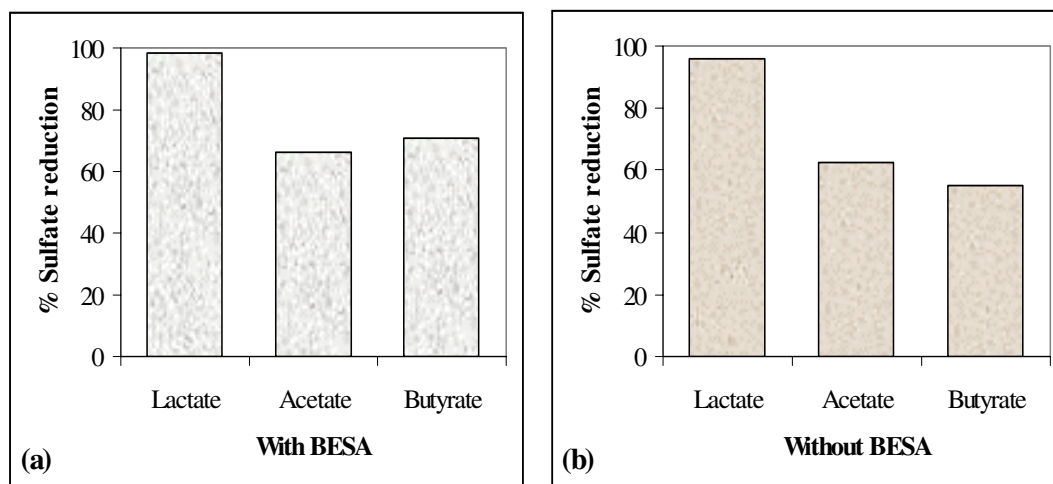 % Sulfate reduction
100
80
60
40
20
0
Lactate Acetate Butyrate
With BESA
(a)
% Sulfate reduction
100
80
60
40
20
0
Lactate Acetate Butyrate
Without BESA
(b)